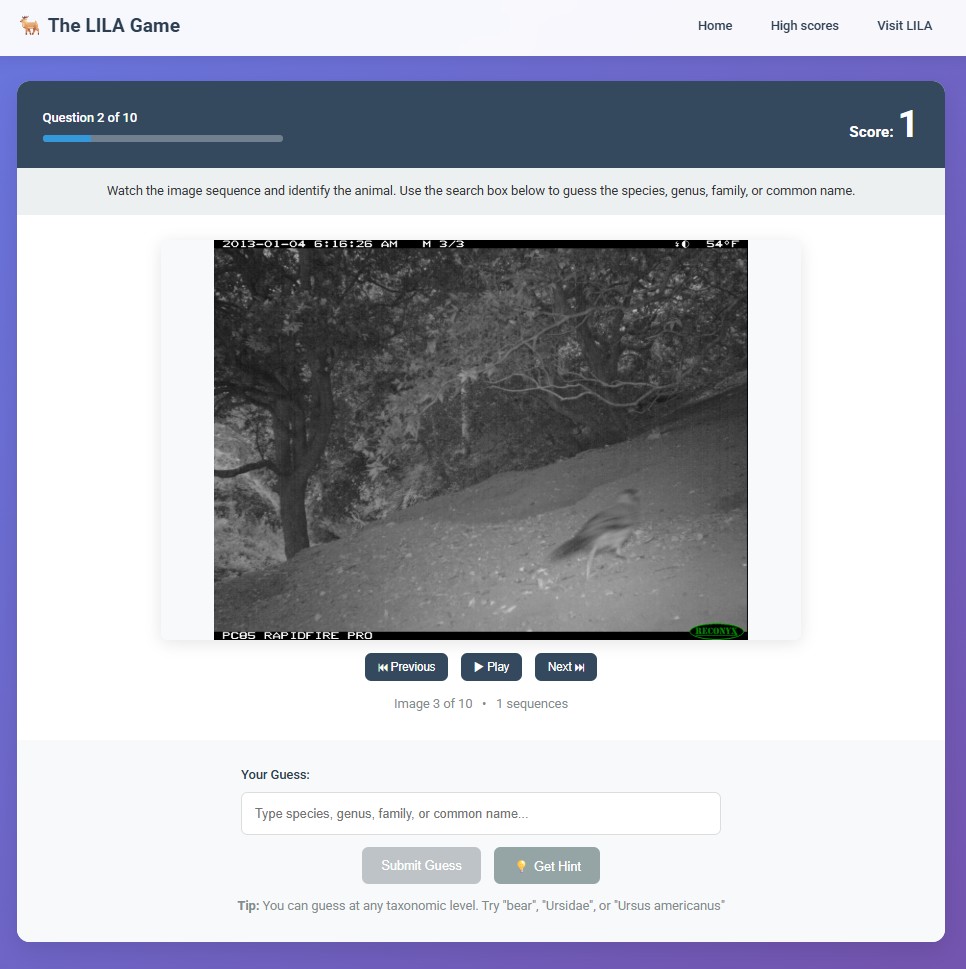 The LILA Game
Home
High scores
Visit LILA
Question 2 of 10
Score: 1
Watch the image sequence and identify the animal. Use the search box below to guess the species, genus, family, or common name.
2013-01-04 6:16:26 AM M 3/3 54°F
PC85 RAPIDFIRE PRO
RECONYX
Previous
Play
Next
Image 3 of 10 • 1 sequences
Your Guess:
Type species, genus, family, or common name...
Submit Guess
Get Hint
Tip: You can guess at any taxonomic level. Try "bear", "Ursidae", or "Ursus americanus"